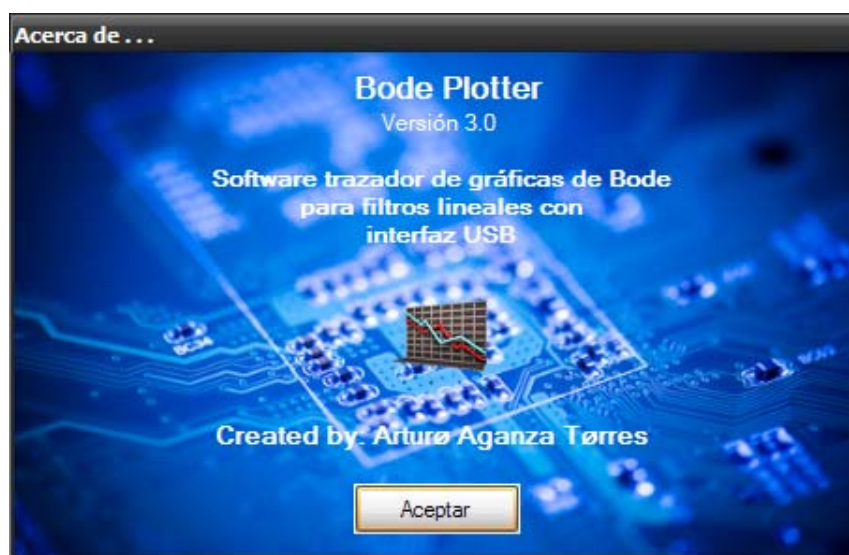 Acerca de . . .
Bode Plotter
Versión 3.0
Software trazador de gráficas de Bode
para filtros lineales con
interfaz USB
Created by: Arturø Aganza Tørres
Aceptar